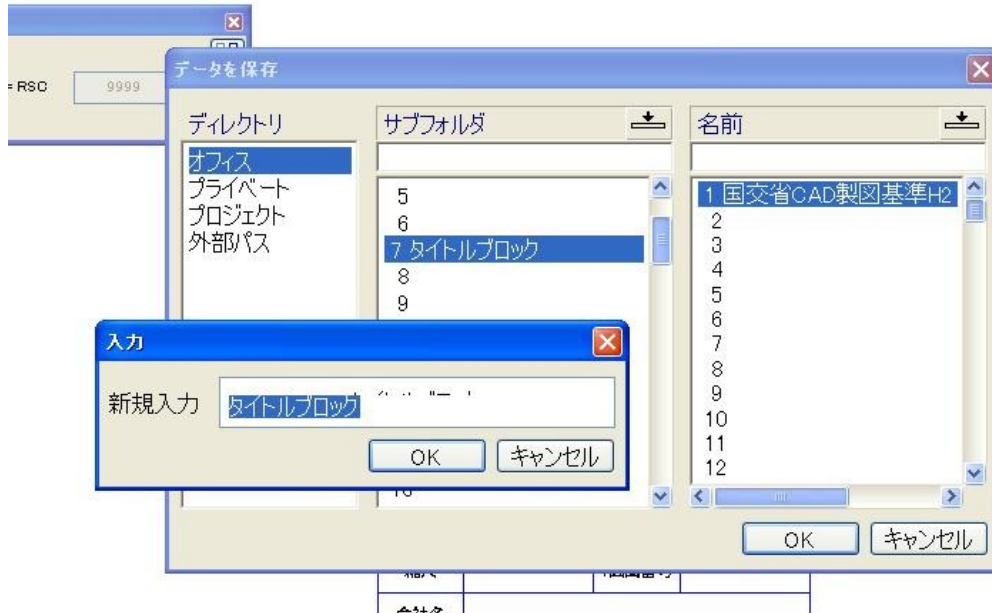 = RSC 9999
データを保存
ディレクトリ
オフィス
プライベート
プロジェクト
外部パス
サブフォルダ
5
6
7 タイトルブロック
8
9
名前
1 国交省CAD製図基準H2
2
3
4
5
6
7
8
9
10
11
12
入力
新規入力 タイトルブロック
OK キャンセル
OK キャンセル
会社名